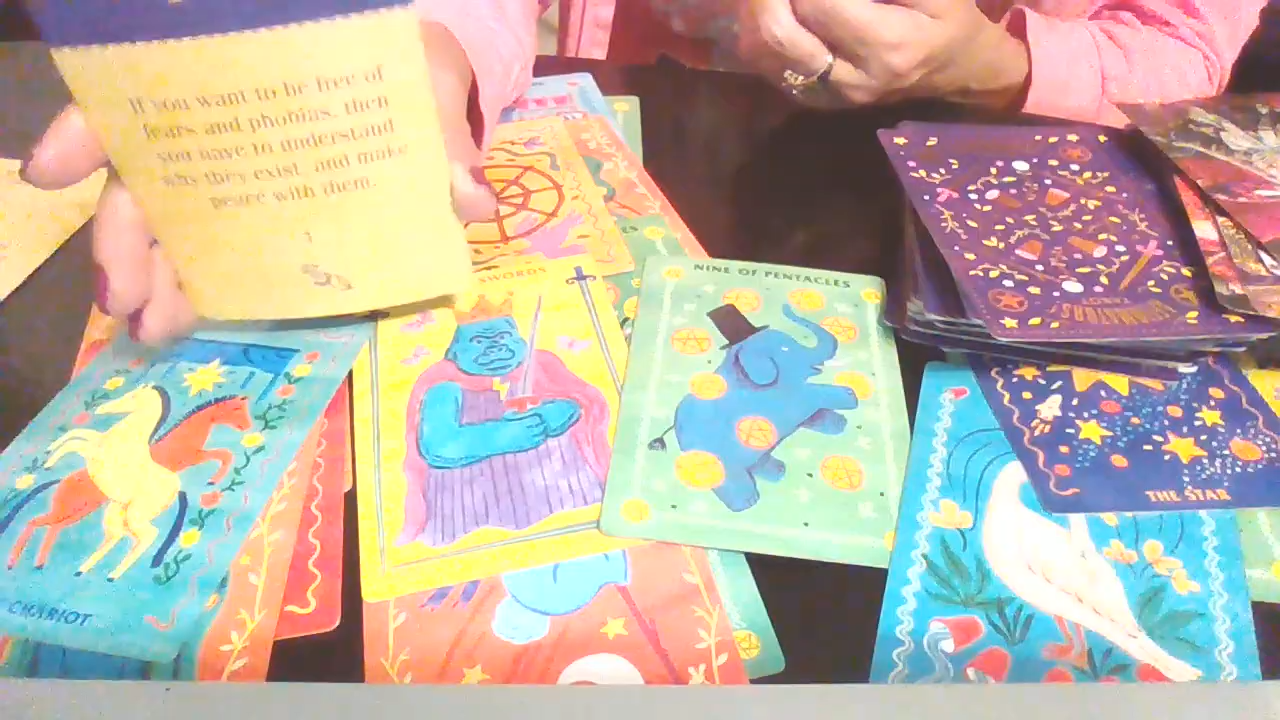 If you want to be free of
fears and phobias, then
you have to understand
why they exist, and make
peace with them.
SWORDS
NINE OF PENTACLES
CHARIOT
THE STAR
TAROT